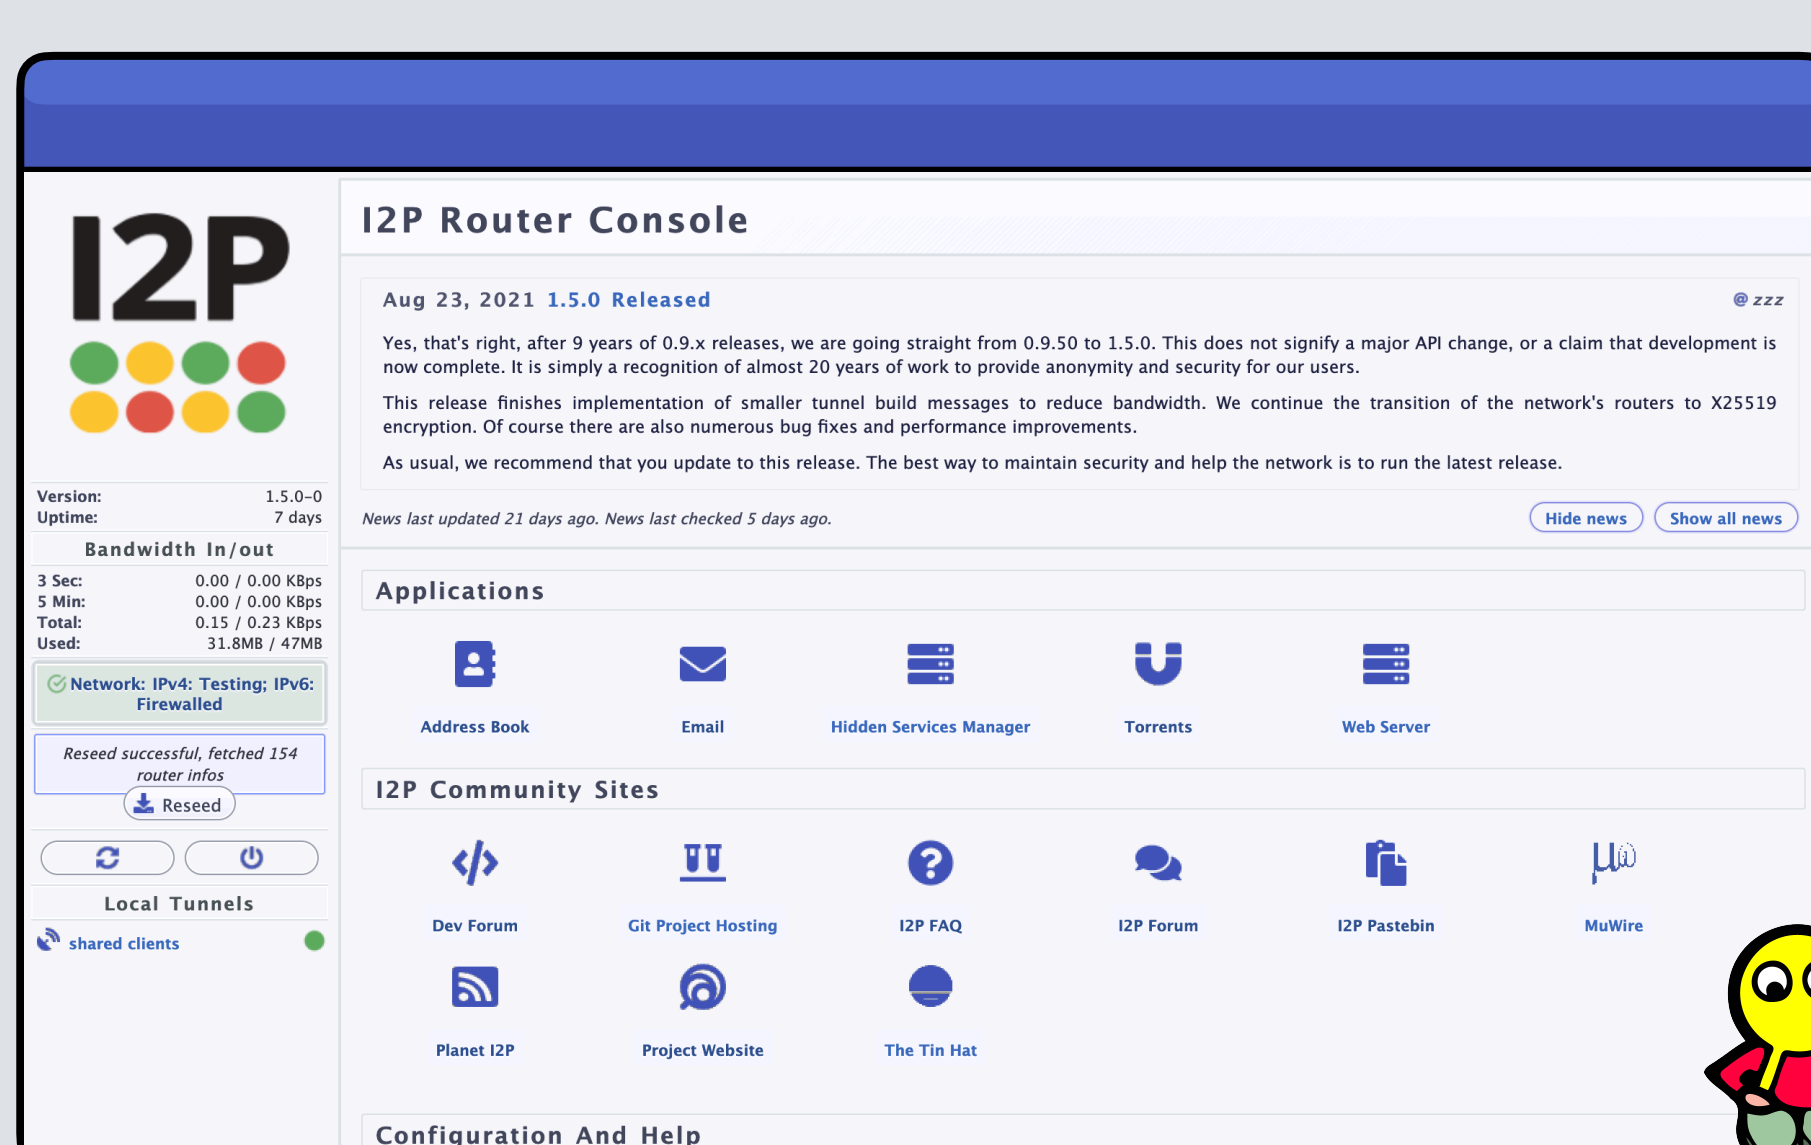 I2P
Version: 1.5.0-0
Uptime: 7 days
Bandwidth In/out
3 Sec: 0.00 / 0.00 KBps
5 Min: 0.00 / 0.00 KBps
Total: 0.15 / 0.23 KBps
Used: 31.8MB / 47MB
Network: IPv4: Testing; IPv6:
Firewalled
Reseed successful, fetched 154
router infos
Reseed
Local Tunnels
shared clients
I2P Router Console
Aug 23, 2021 1.5.0 Released @zzz
Yes, that's right, after 9 years of 0.9.x releases, we are going straight from 0.9.50 to 1.5.0. This does not signify a major API change, or a claim that development is
now complete. It is simply a recognition of almost 20 years of work to provide anonymity and security for our users.
This release finishes implementation of smaller tunnel build messages to reduce bandwidth. We continue the transition of the network's routers to X25519
encryption. Of course there are also numerous bug fixes and performance improvements.
As usual, we recommend that you update to this release. The best way to maintain security and help the network is to run the latest release.
News last updated 21 days ago. News last checked 5 days ago.
Hide news Show all news
Applications
Address Book Email Hidden Services Manager Torrents Web Server
I2P Community Sites
μω
Dev Forum Git Project Hosting I2P FAQ I2P Forum I2P Pastebin MuWire
Planet I2P Project Website The Tin Hat
Configuration And Help